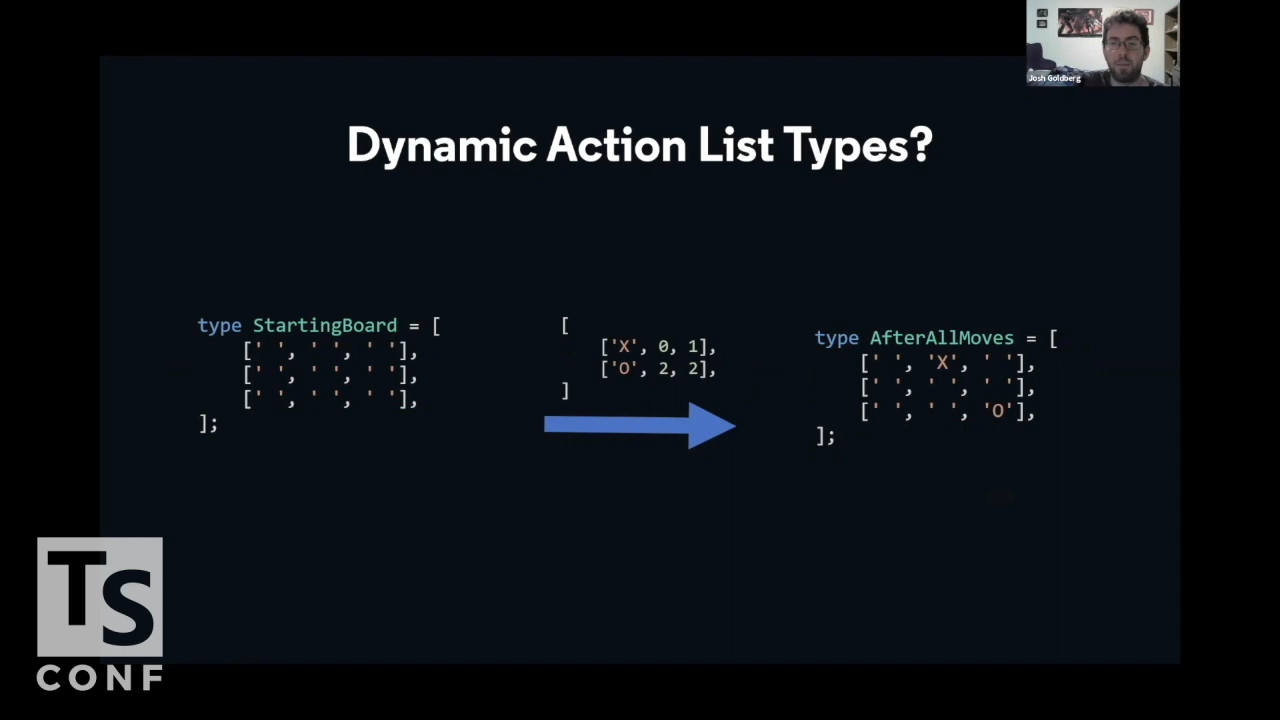 Josh Goldberg
Dynamic Action List Types?
type StartingBoard = [
[' ', ' ', ' '],
[' ', ' ', ' '],
[' ', ' ', ' '],
];
[
['X', 0, 1],
['O', 2, 2],
]
type AfterAllMoves = [
[' ', 'X', ' '],
[' ', ' ', ' '],
[' ', ' ', 'O'],
];
TS
CONF